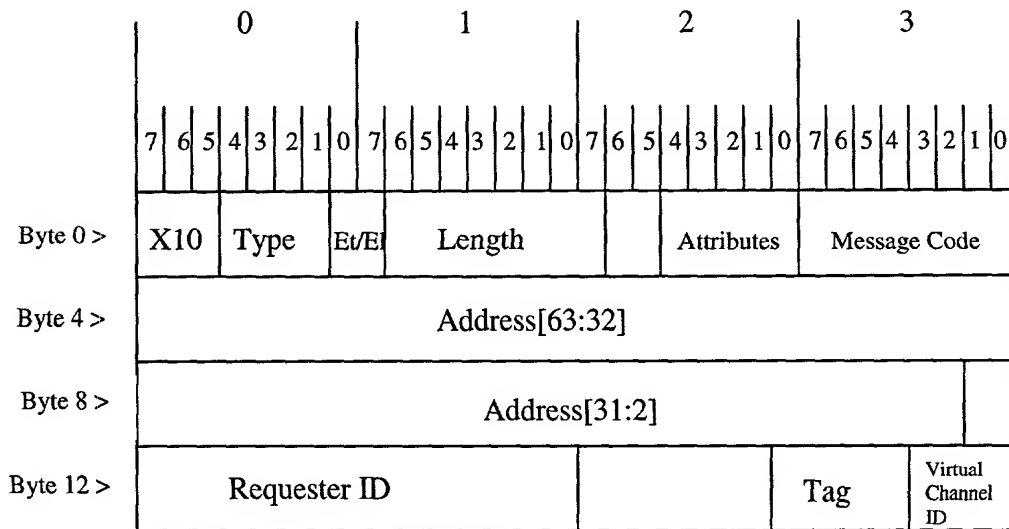 0 1 2 3
7 6 5 4 3 2 1 0 7 6 5 4 3 2 1 0 7 6 5 4 3 2 1 0 7 6 5 4 3 2 1 0
Byte 0 > X10 Type Et/El Length Attributes Message Code
Byte 4 > Address[63:32]
Byte 8 > Address[31:2]
Byte 12 > Requester ID Tag Virtual
Channel
ID